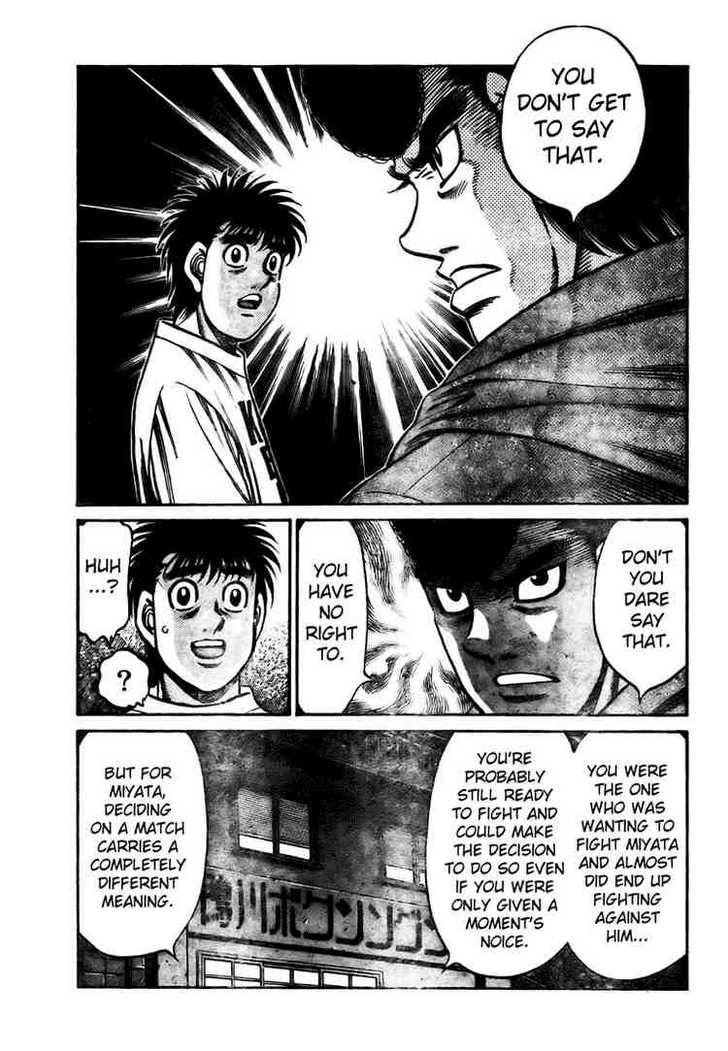 YOU
DON'T GET
TO SAY
THAT.
DON'T
YOU
DARE
SAY
THAT.
YOU
HAVE
NO
RIGHT
TO.
HUH
...?
?
YOU WERE
THE ONE
WHO WAS
WANTING TO
FIGHT MIYATA
AND ALMOST
DID END UP
FIGHTING
AGAINST
HIM...
YOU'RE
PROBABLY
STILL READY
TO FIGHT AND
COULD MAKE
THE DECISION
TO DO SO EVEN
IF YOU WERE
ONLY GIVEN A
MOMENT'S
NOICE.
川ボクシング
BUT FOR
MIYATA,
DECIDING
ON A MATCH
CARRIES A
COMPLETELY
DIFFERENT
MEANING.